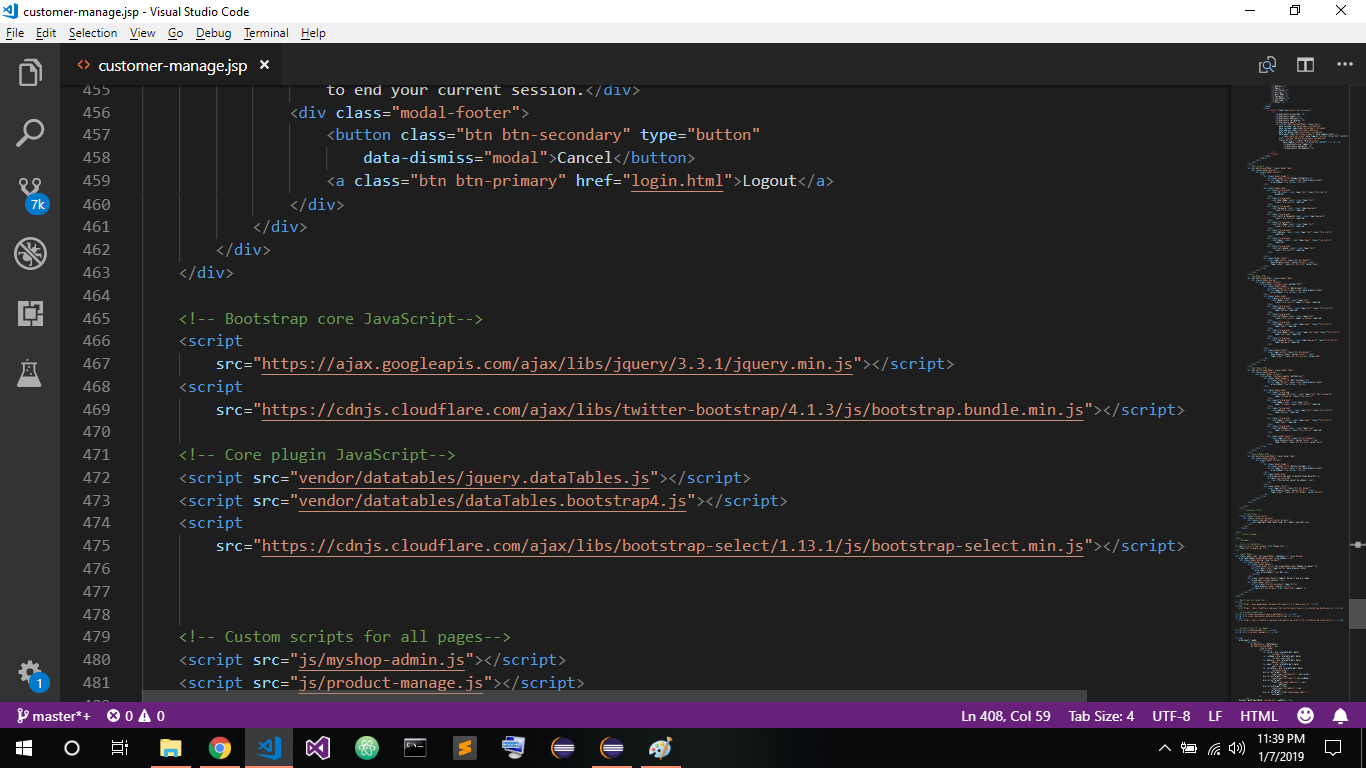 customer-manage.jsp - Visual Studio Code
File Edit Selection View Go Debug Terminal Help
<> customer-manage.jsp ×
455 to end your current session.</div>
456 <div class="modal-footer">
457 <button class="btn btn-secondary" type="button"
458 data-dismiss="modal">Cancel</button>
459 <a class="btn btn-primary" href="login.html">Logout</a>
460 </div>
461 </div>
462 </div>
463 </div>
464
465 <!-- Bootstrap core JavaScript-->
466 <script
467 src="https://ajax.googleapis.com/ajax/libs/jquery/3.3.1/jquery.min.js"></script>
468 <script
469 src="https://cdnjs.cloudflare.com/ajax/libs/twitter-bootstrap/4.1.3/js/bootstrap.bundle.min.js"></script>
470
471 <!-- Core plugin JavaScript-->
472 <script src="vendor/datatables/jquery.dataTables.js"></script>
473 <script src="vendor/datatables/dataTables.bootstrap4.js"></script>
474 <script
475 src="https://cdnjs.cloudflare.com/ajax/libs/bootstrap-select/1.13.1/js/bootstrap-select.min.js"></script>
476
477
478
479 <!-- Custom scripts for all pages-->
480 <script src="js/myshop-admin.js"></script>
481 <script src="js/product-manage.js"></script>
7k
1
master*+ 0 0 Ln 408, Col 59 Tab Size: 4 UTF-8 LF HTML
11:39 PM
1/7/2019